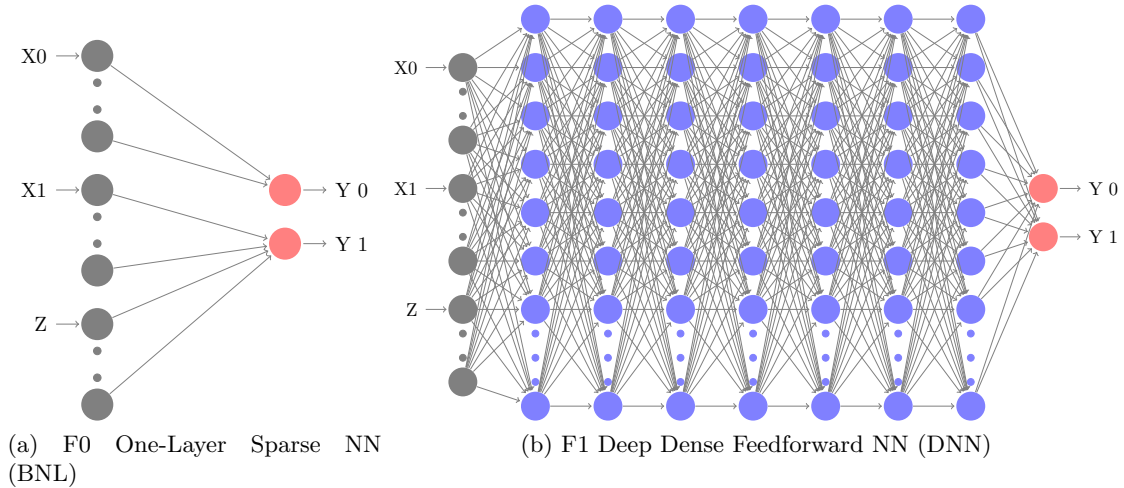 X0
X1
Z
Y 0
Y 1
(a) F0 One-Layer Sparse NN
(BNL)
X0
X1
Z
Y 0
Y 1
(b) F1 Deep Dense Feedforward NN (DNN)